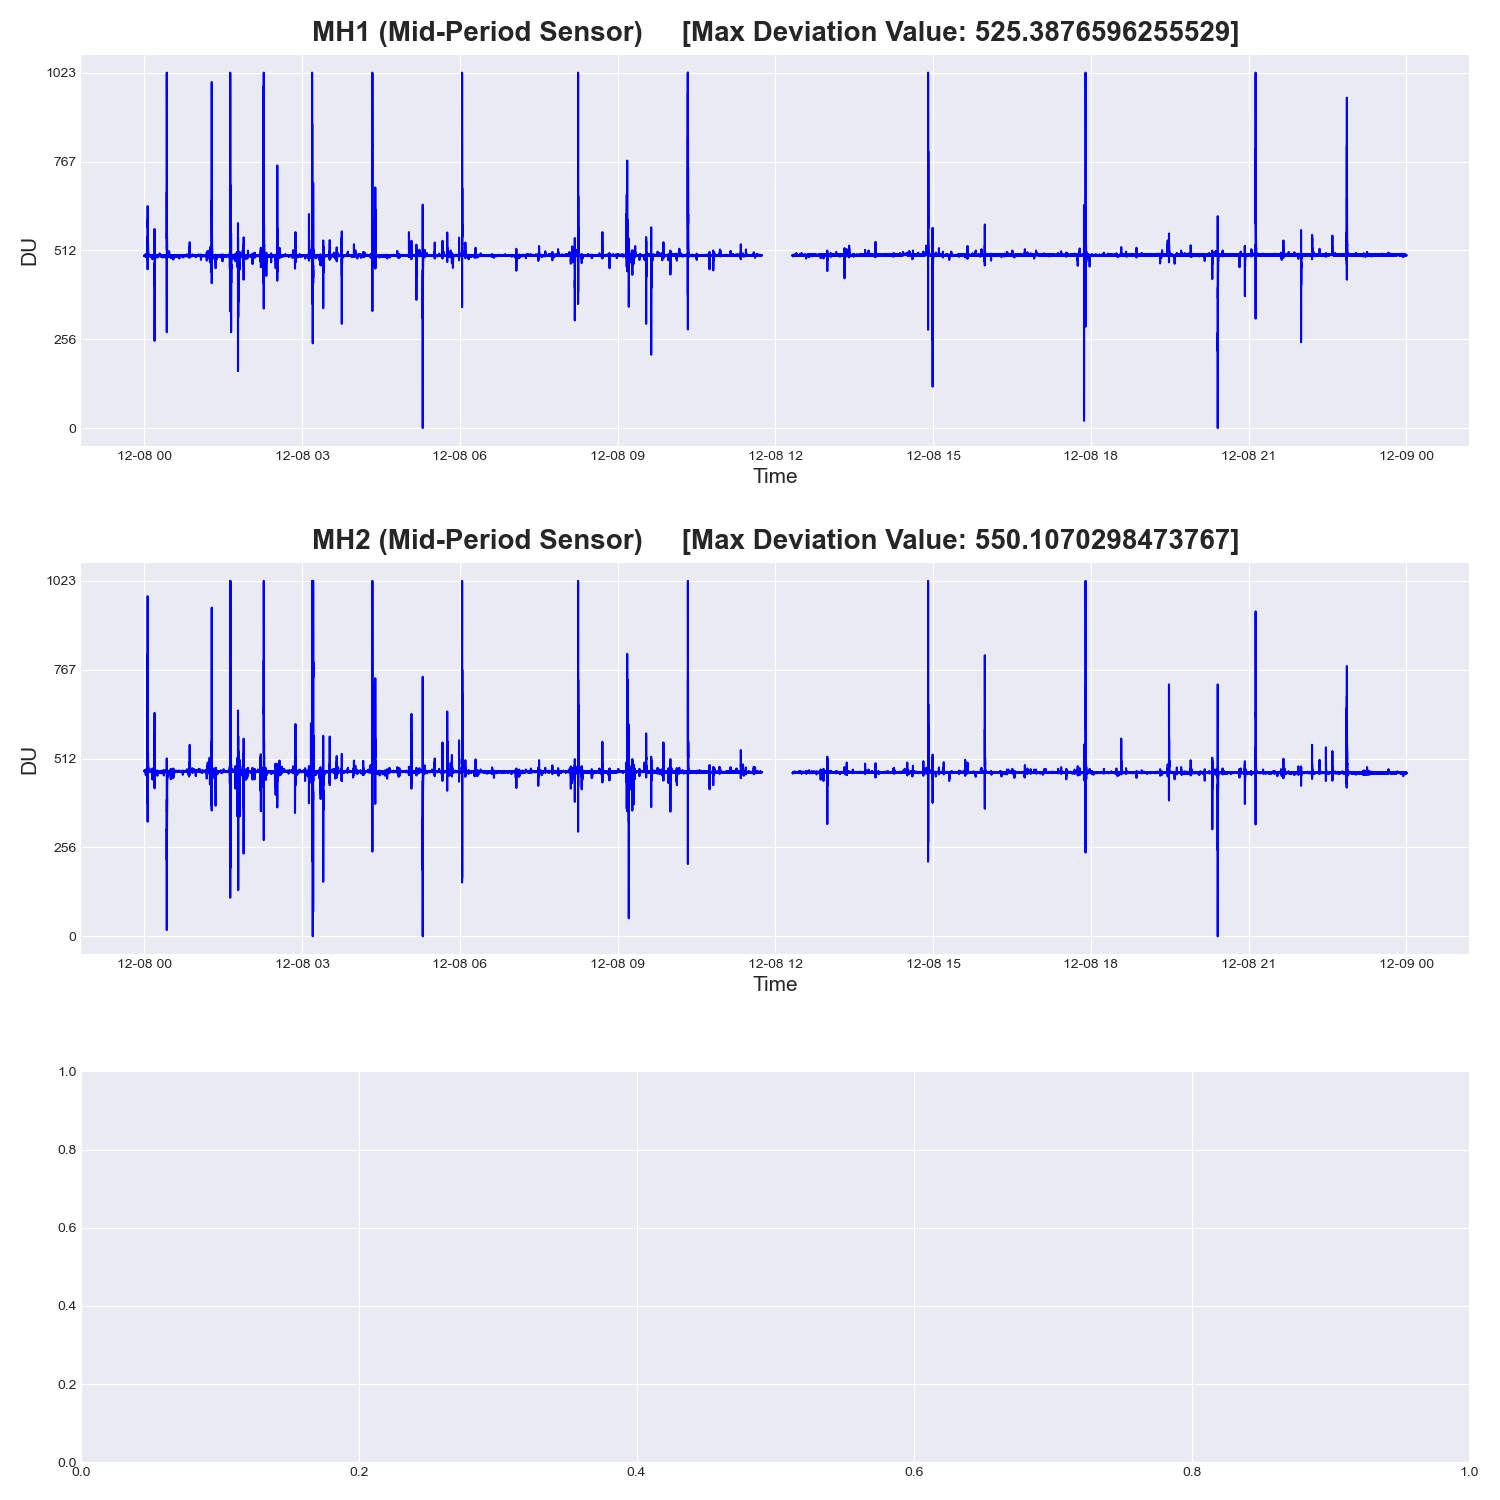 MH1 (Mid-Period Sensor) [Max Deviation Value: 525.3876596255529]
1023
767
512
256
0
DU
12-08 00 12-08 03 12-08 06 12-08 09 12-08 12 12-08 15 12-08 18 12-08 21 12-09 00
Time
MH2 (Mid-Period Sensor) [Max Deviation Value: 550.1070298473767]
1023
767
512
256
0
DU
12-08 00 12-08 03 12-08 06 12-08 09 12-08 12 12-08 15 12-08 18 12-08 21 12-09 00
Time
1.0
0.8
0.6
0.4
0.2
0.0
0.0 0.2 0.4 0.6 0.8 1.0